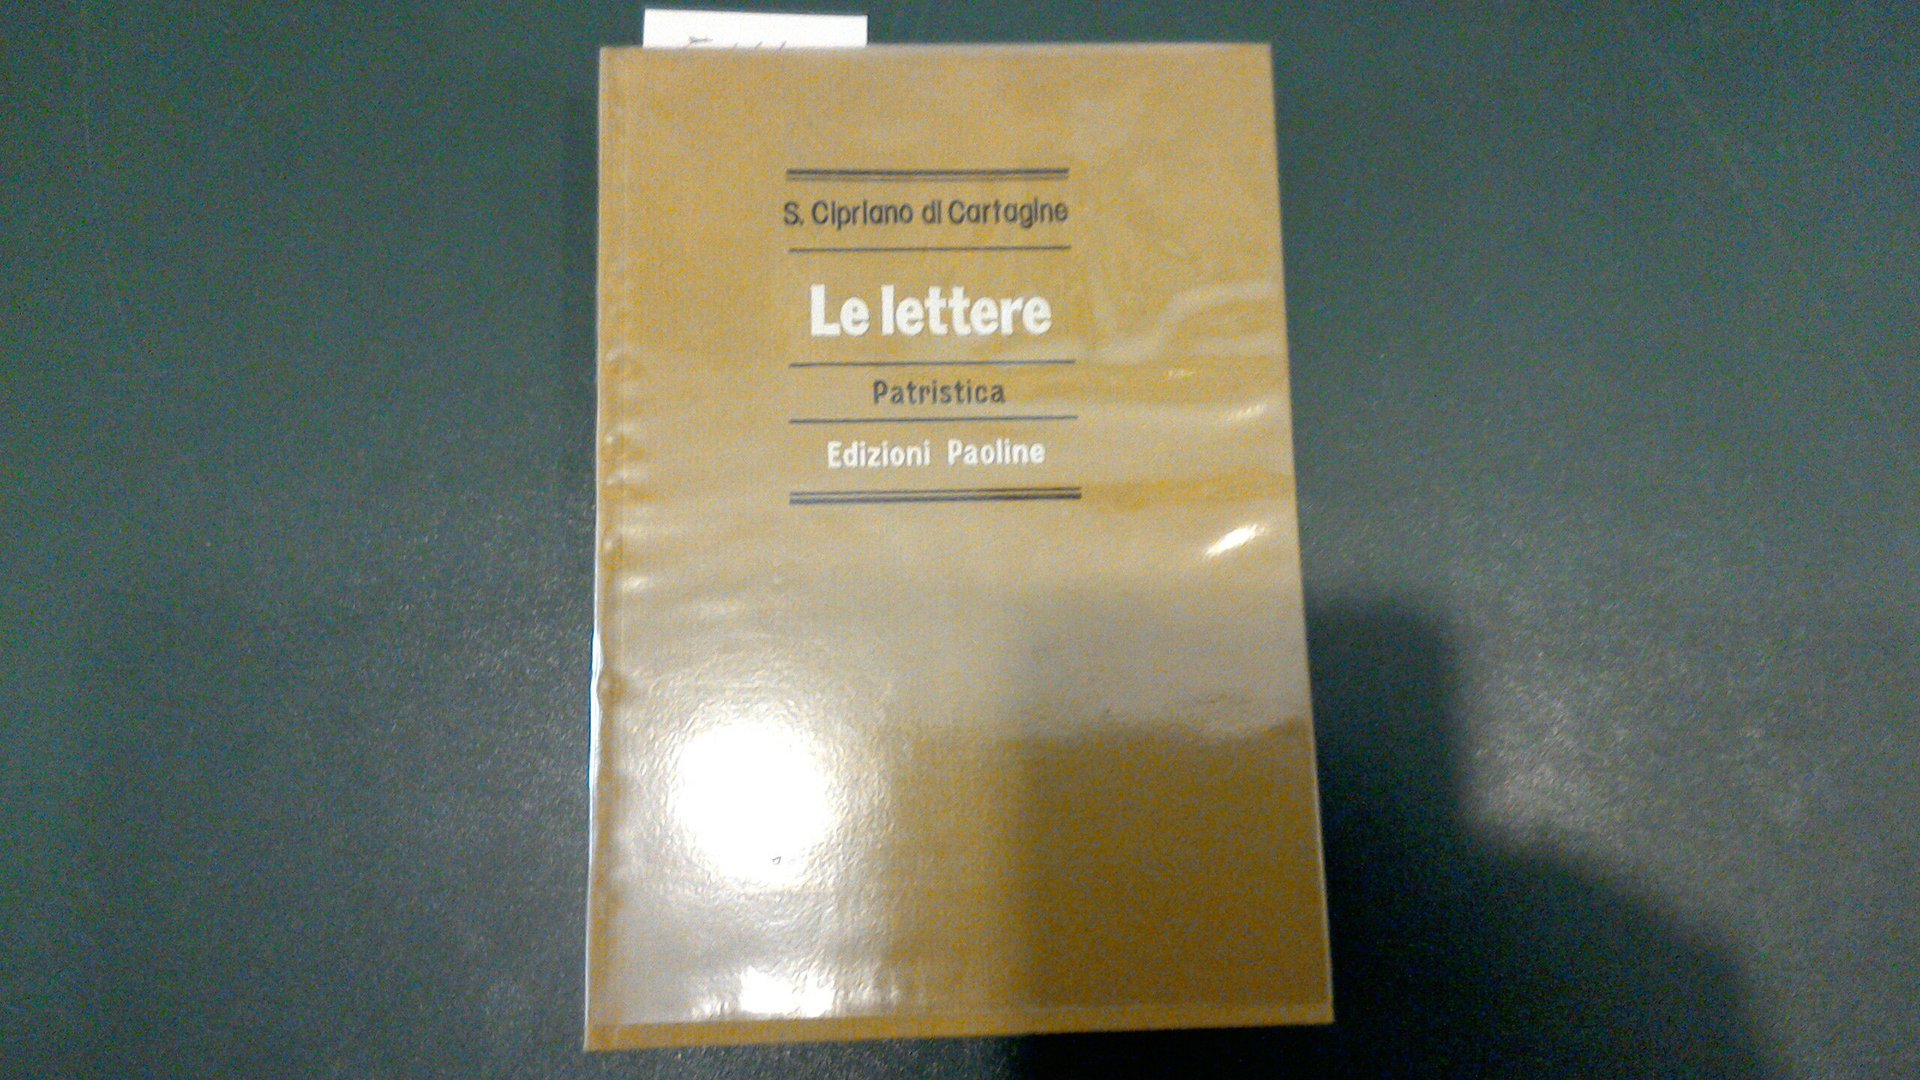 S. Cipriano di Cartagine
Le lettere
Patristica
Edizioni Paoline